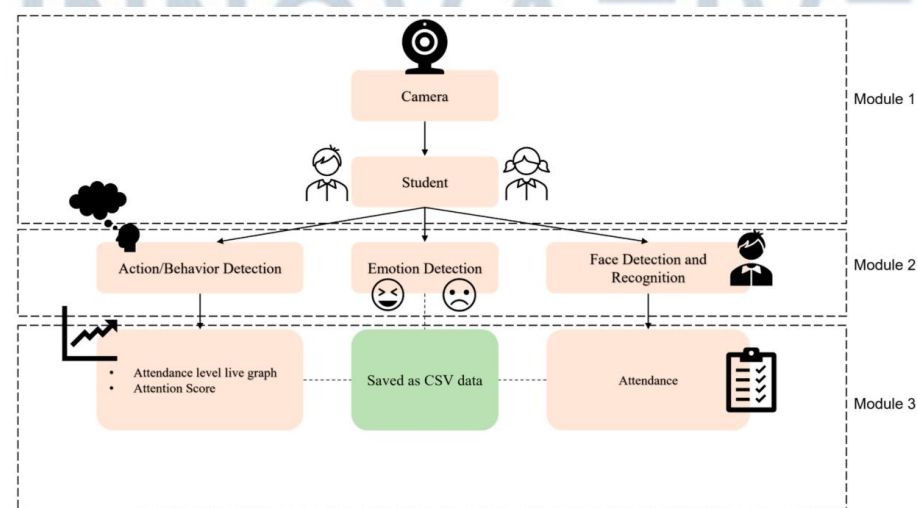 Camera
Module 1
Student
Action/Behavior Detection
Emotion Detection
Face Detection and
Recognition
Module 2
• Attendance level live graph
• Attention Score
Saved as CSV data
Attendance
Module 3